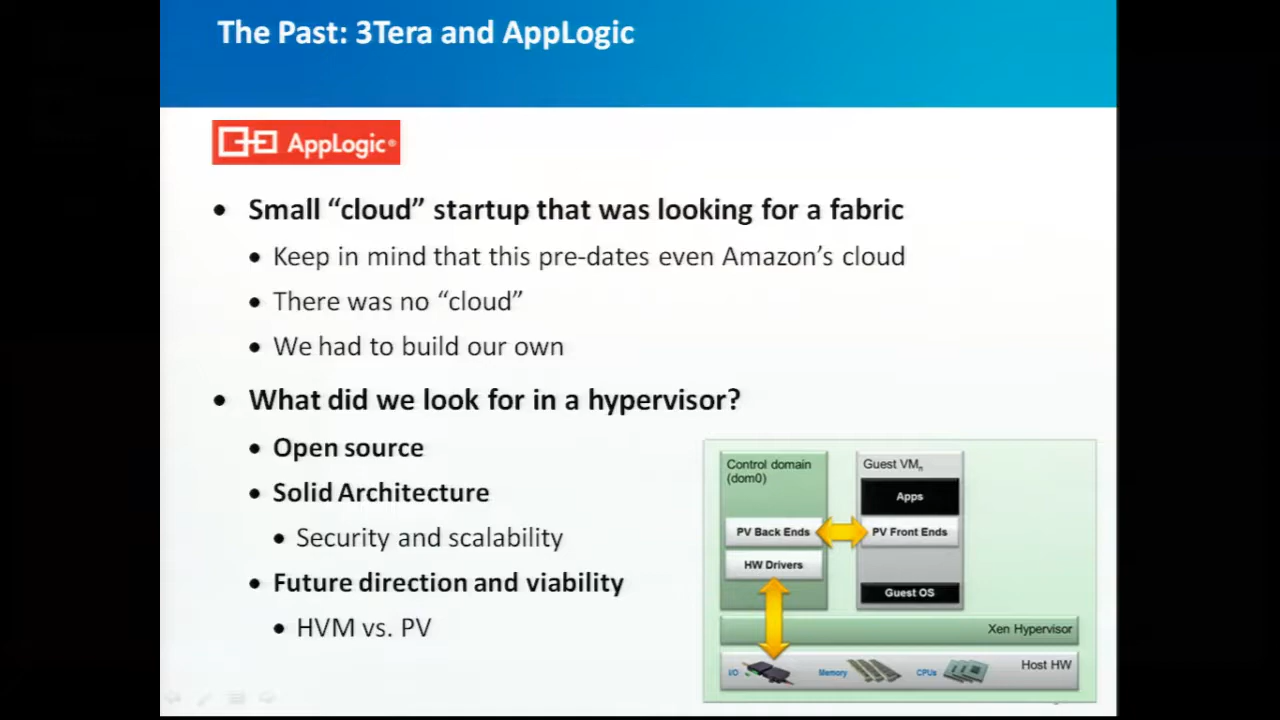 The Past: 3Tera and AppLogic
AppLogic®
• Small “cloud” startup that was looking for a fabric
• Keep in mind that this pre-dates even Amazon’s cloud
• There was no “cloud”
• We had to build our own
• What did we look for in a hypervisor?
• Open source
• Solid Architecture
• Security and scalability
• Future direction and viability
• HVM vs. PV
Control domain
(dom0)
PV Back Ends
HW Drivers
Guest VMn
Apps
PV Front Ends
Guest OS
Xen Hypervisor
I/O
Memory
CPUs
Host HW